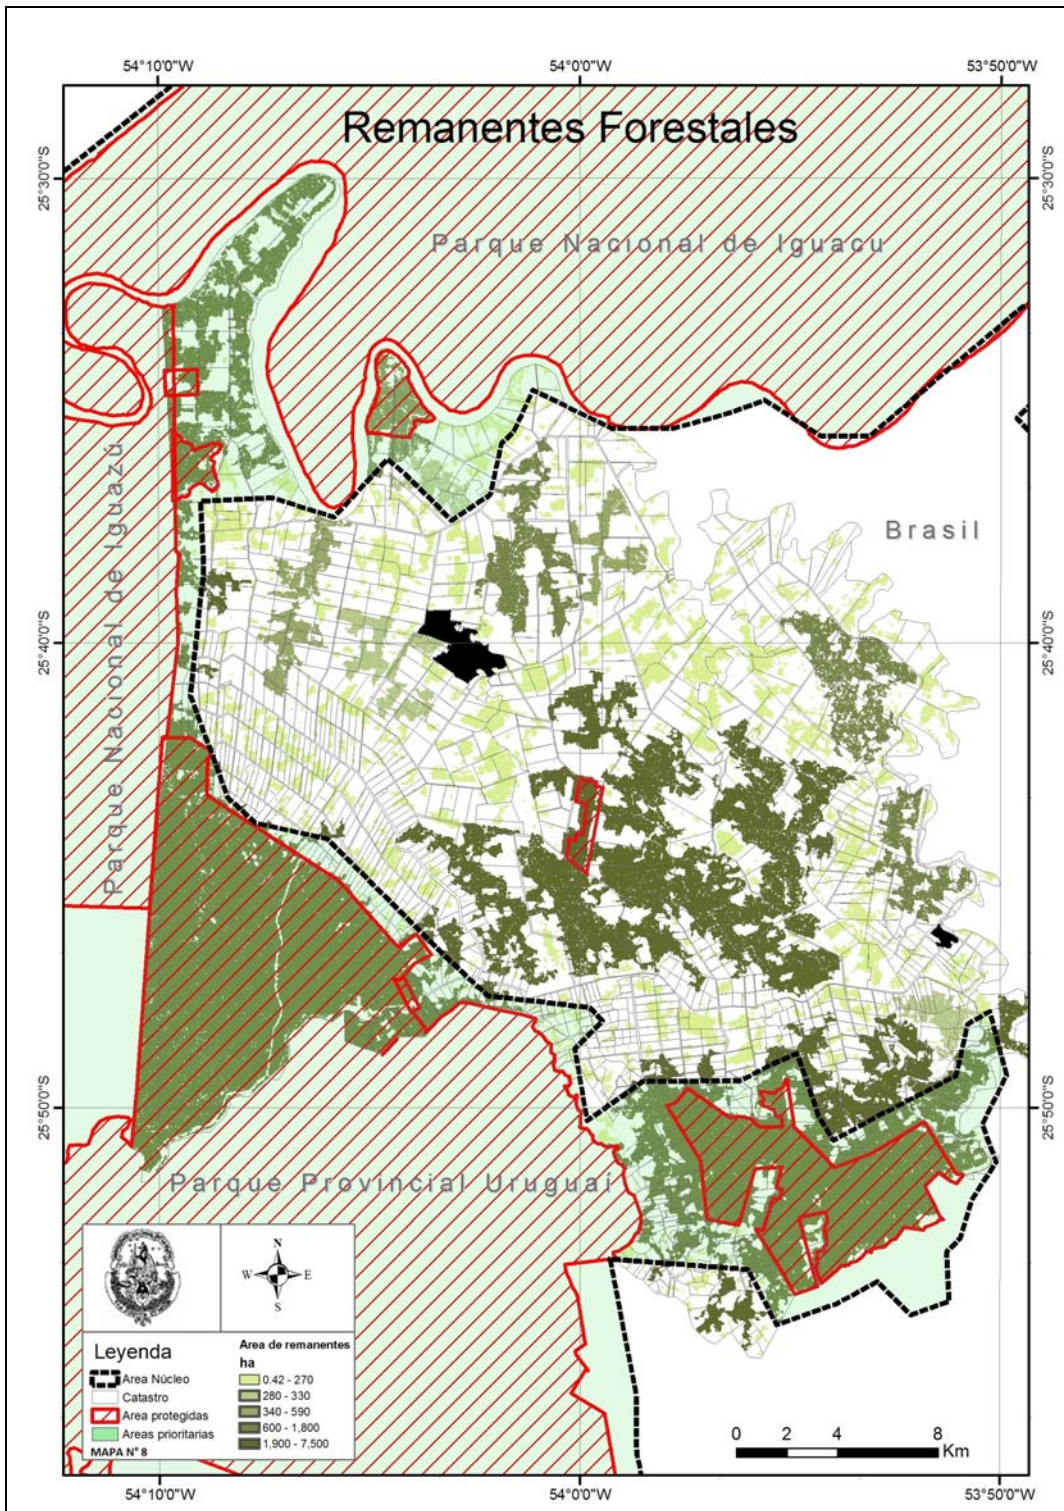 54°10'0"W 54°0'0"W 53°50'0"W
Remanentes Forestales
25°30'0"S 25°30'0"S
Parque Nacional de Iguacu
Brasil
Parque Nacional de Iguazú
25°40'0"S 25°40'0"S
25°50'0"S 25°50'0"S
Parque Provincial Uruguaí
N
W E
S
Leyenda
Area Núcleo
Catastro
Area protegidas
Areas prioritarias
MAPA N° 8
Area de remanentes
ha
0.42 - 270
280 - 330
340 - 590
600 - 1,800
1,900 - 7,500
0 2 4 8
Km
54°10'0"W 54°0'0"W 53°50'0"W